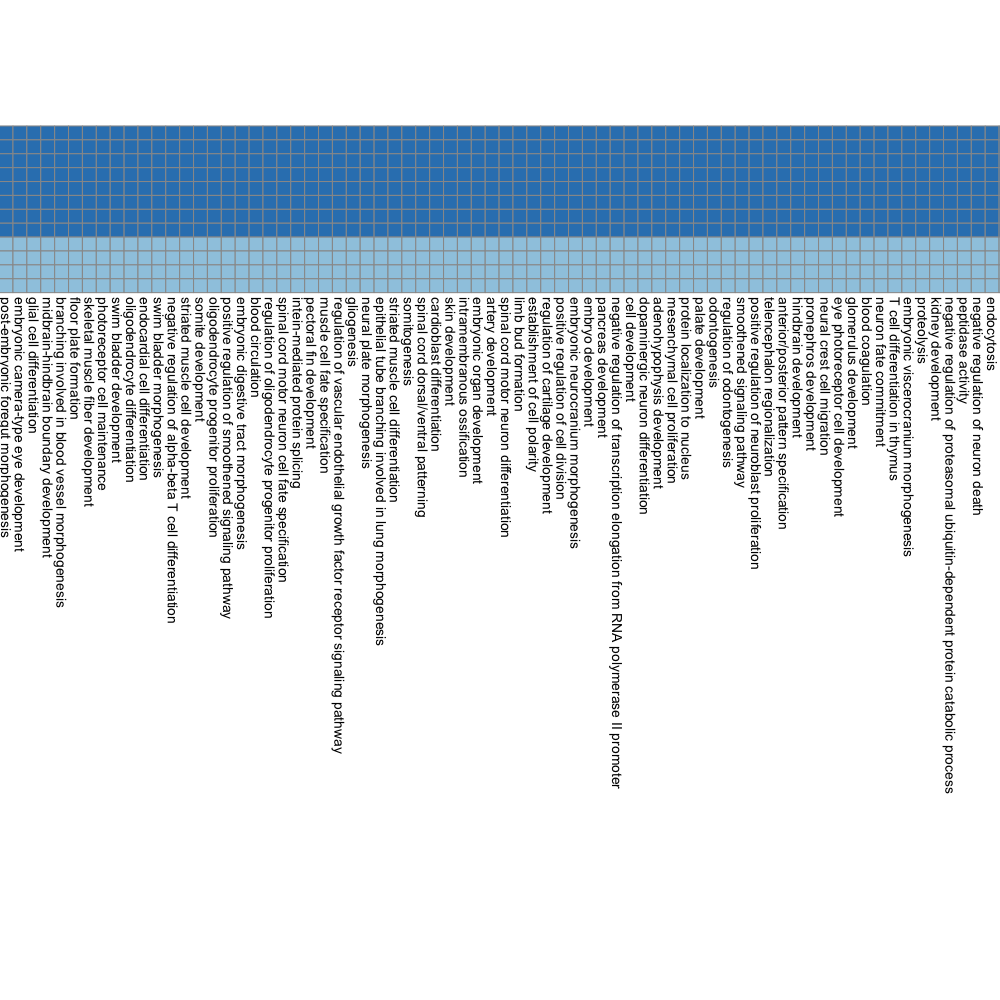 post-embryonic foregut morphogenesis
embryonic camera-type eye development
glial cell differentiation
midbrain-hindbrain boundary development
branching involved in blood vessel morphogenesis
floor plate formation
skeletal muscle fiber development
photoreceptor cell maintenance
swim bladder development
oligodendrocyte differentiation
endocardial cell differentiation
swim bladder morphogenesis
negative regulation of alpha-beta T cell differentiation
striated muscle cell development
somite development
oligodendrocyte progenitor proliferation
positive regulation of smoothened signaling pathway
embryonic digestive tract morphogenesis
blood circulation
regulation of oligodendrocyte progenitor proliferation
spinal cord motor neuron cell fate specification
intein-mediated protein splicing
pectoral fin development
muscle cell fate specification
regulation of vascular endothelial growth factor receptor signaling pathway
gliogenesis
neural plate morphogenesis
epithelial tube branching involved in lung morphogenesis
striated muscle cell differentiation
somitogenesis
spinal cord dorsal/ventral patterning
cardioblast differentiation
skin development
intramembranous ossification
embryonic organ development
artery development
spinal cord motor neuron differentiation
limb bud formation
establishment of cell polarity
regulation of cartilage development
positive regulation of cell division
embryonic neurocranium morphogenesis
embryo development
pancreas development
negative regulation of transcription elongation from RNA polymerase II promoter
cell development
dopaminergic neuron differentiation
adenohypophysis development
mesenchymal cell proliferation
protein localization to nucleus
palate development
odontogenesis
regulation of odontogenesis
smoothened signaling pathway
positive regulation of neuroblast proliferation
telencephalon regionalization
anterior/posterior pattern specification
hindbrain development
pronephros development
neural crest cell migration
eye photoreceptor cell development
glomerulus development
blood coagulation
neuron fate commitment
T cell differentiation in thymus
embryonic viscerocranium morphogenesis
proteolysis
kidney development
negative regulation of proteasomal ubiquitin-dependent protein catabolic process
peptidase activity
negative regulation of neuron death
endocytosis